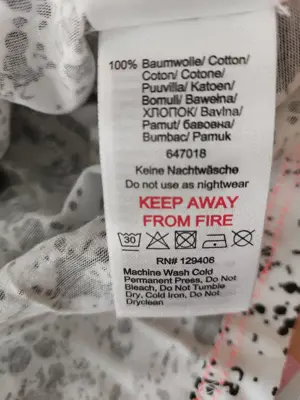 100% Baumwolle/ Cotton/
Coton/ Cotone/
Puuvilla/ Katoen/
Bomull/ Bawełna/
ХЛОПОК/ Bavlna/
Pamut/ бавовна/
Bumbac/ Pamuk
647018
Keine Nachtwäsche
Do not use as nightwear
KEEP AWAY
FROM FIRE
30
RN# 129406
Machine Wash Cold
Permanent Press, Do Not
Bleach, Do Not Tumble
Dry, Cold Iron, Do Not
Dryclean